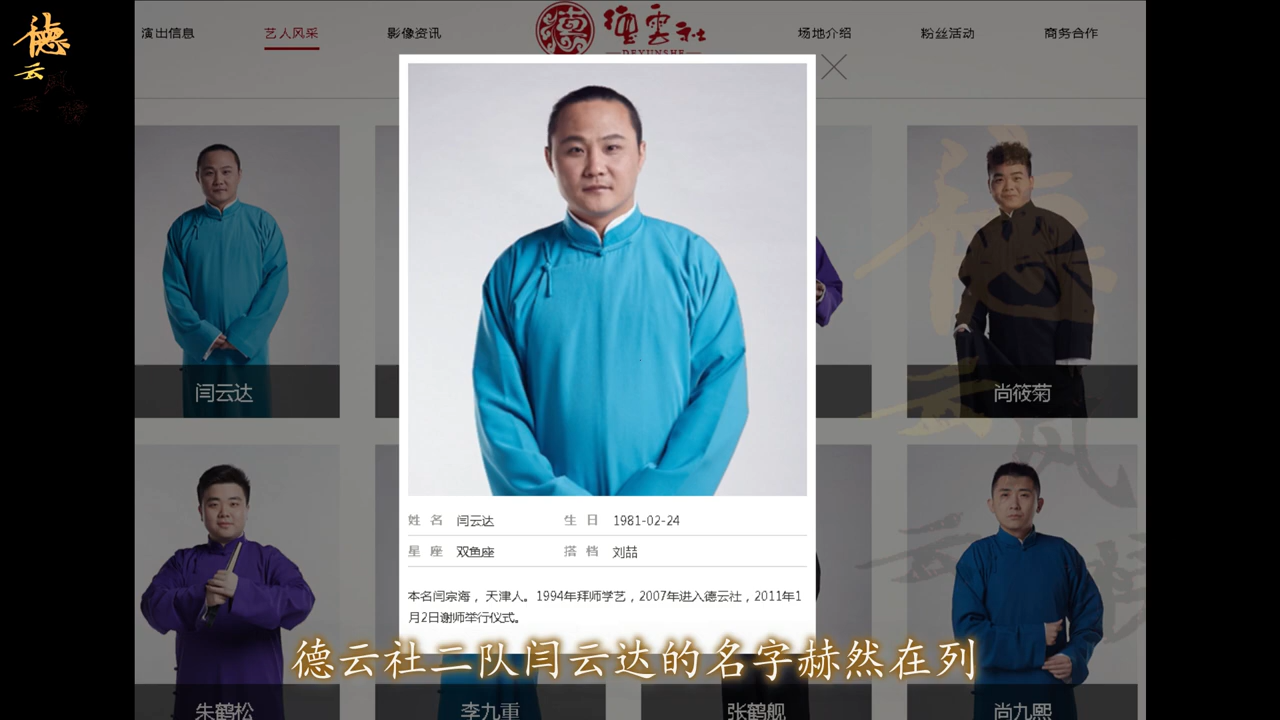 德云
演出信息 艺人风采 影像资讯 德雲社 DEYUNSHE 场地介绍 粉丝活动 商务合作
闫云达
尚筱菊
姓名 闫云达 生日 1981-02-24
星座 双鱼座 搭档 刘喆
本名闫宗海，天津人。1994年拜师学艺，2007年进入德云社，2011年1
月2日谢师举行仪式。
德云社二队闫云达的名字赫然在列
朱鹤松 李九重 张鹤舰 尚九熙